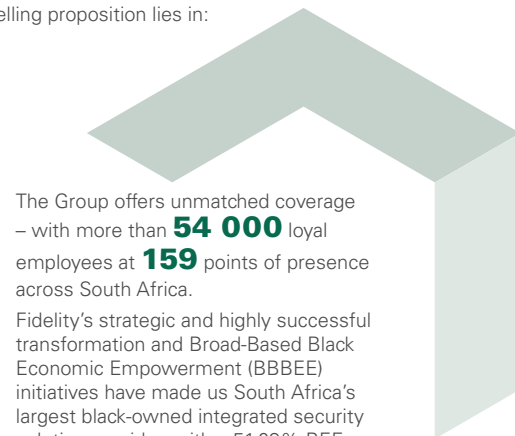 elling proposition lies in:
The Group offers unmatched coverage
– with more than 54 000 loyal
employees at 159 points of presence
across South Africa.
Fidelity's strategic and highly successful
transformation and Broad-Based Black
Economic Empowerment (BBBEE)
initiatives have made us South Africa's
largest black-owned integrated security